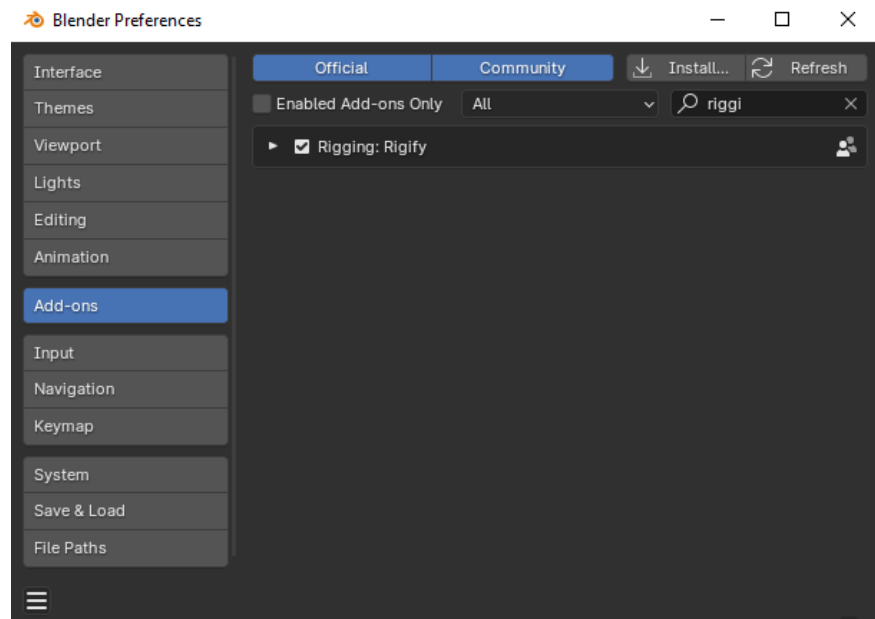 Blender Preferences
Interface
Themes
Viewport
Lights
Editing
Animation
Add-ons
Input
Navigation
Keymap
System
Save & Load
File Paths
Official
Community
Install...
Refresh
Enabled Add-ons Only
All
riggi
Rigging: Rigify